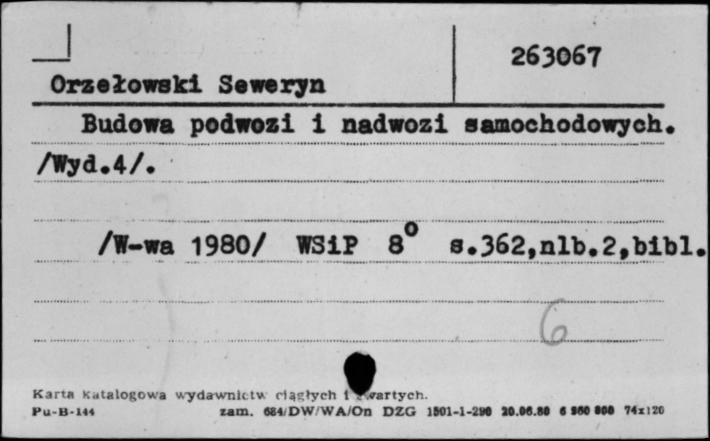 263067
Orzełowski Seweryn
Budowa podwozi i nadwozi samochodowych.
/Wyd.4/.
/W-wa 1980/ WSiP 8° s.362,nlb.2,bibl.
6
Karta katalogowa wydawnictw ciągłych i zwartych.
Pu-B-144 zam. 684/DW/WA/On DZG 1501-1-290 20.06.80 6 960 000 74x120